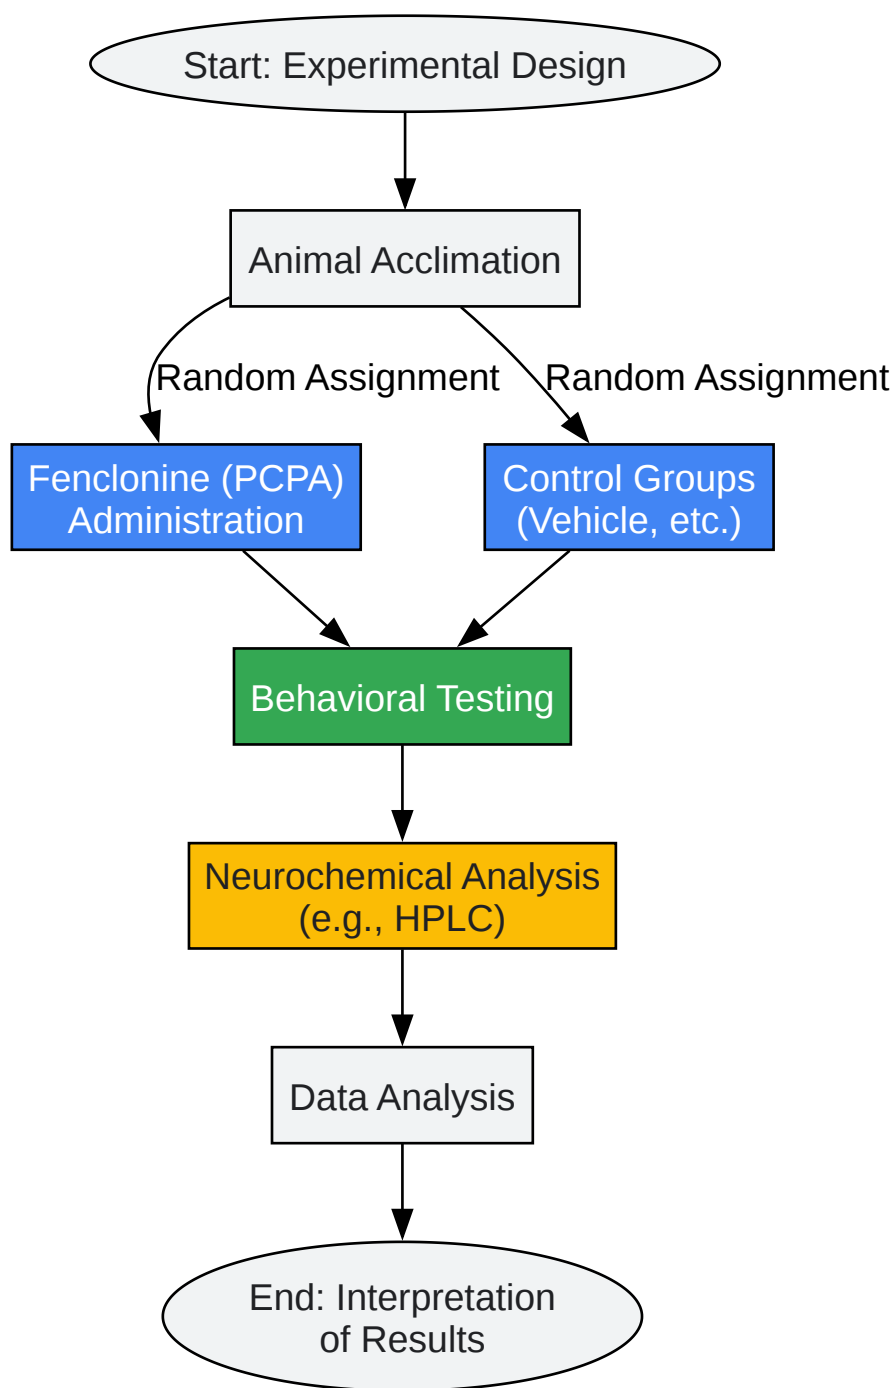 Start: Experimental Design
Animal Acclimation
Random Assignment
Random Assignment
Fenclonine (PCPA)
Administration
Control Groups
(Vehicle, etc.)
Behavioral Testing
Neurochemical Analysis
(e.g., HPLC)
Data Analysis
End: Interpretation
of Results